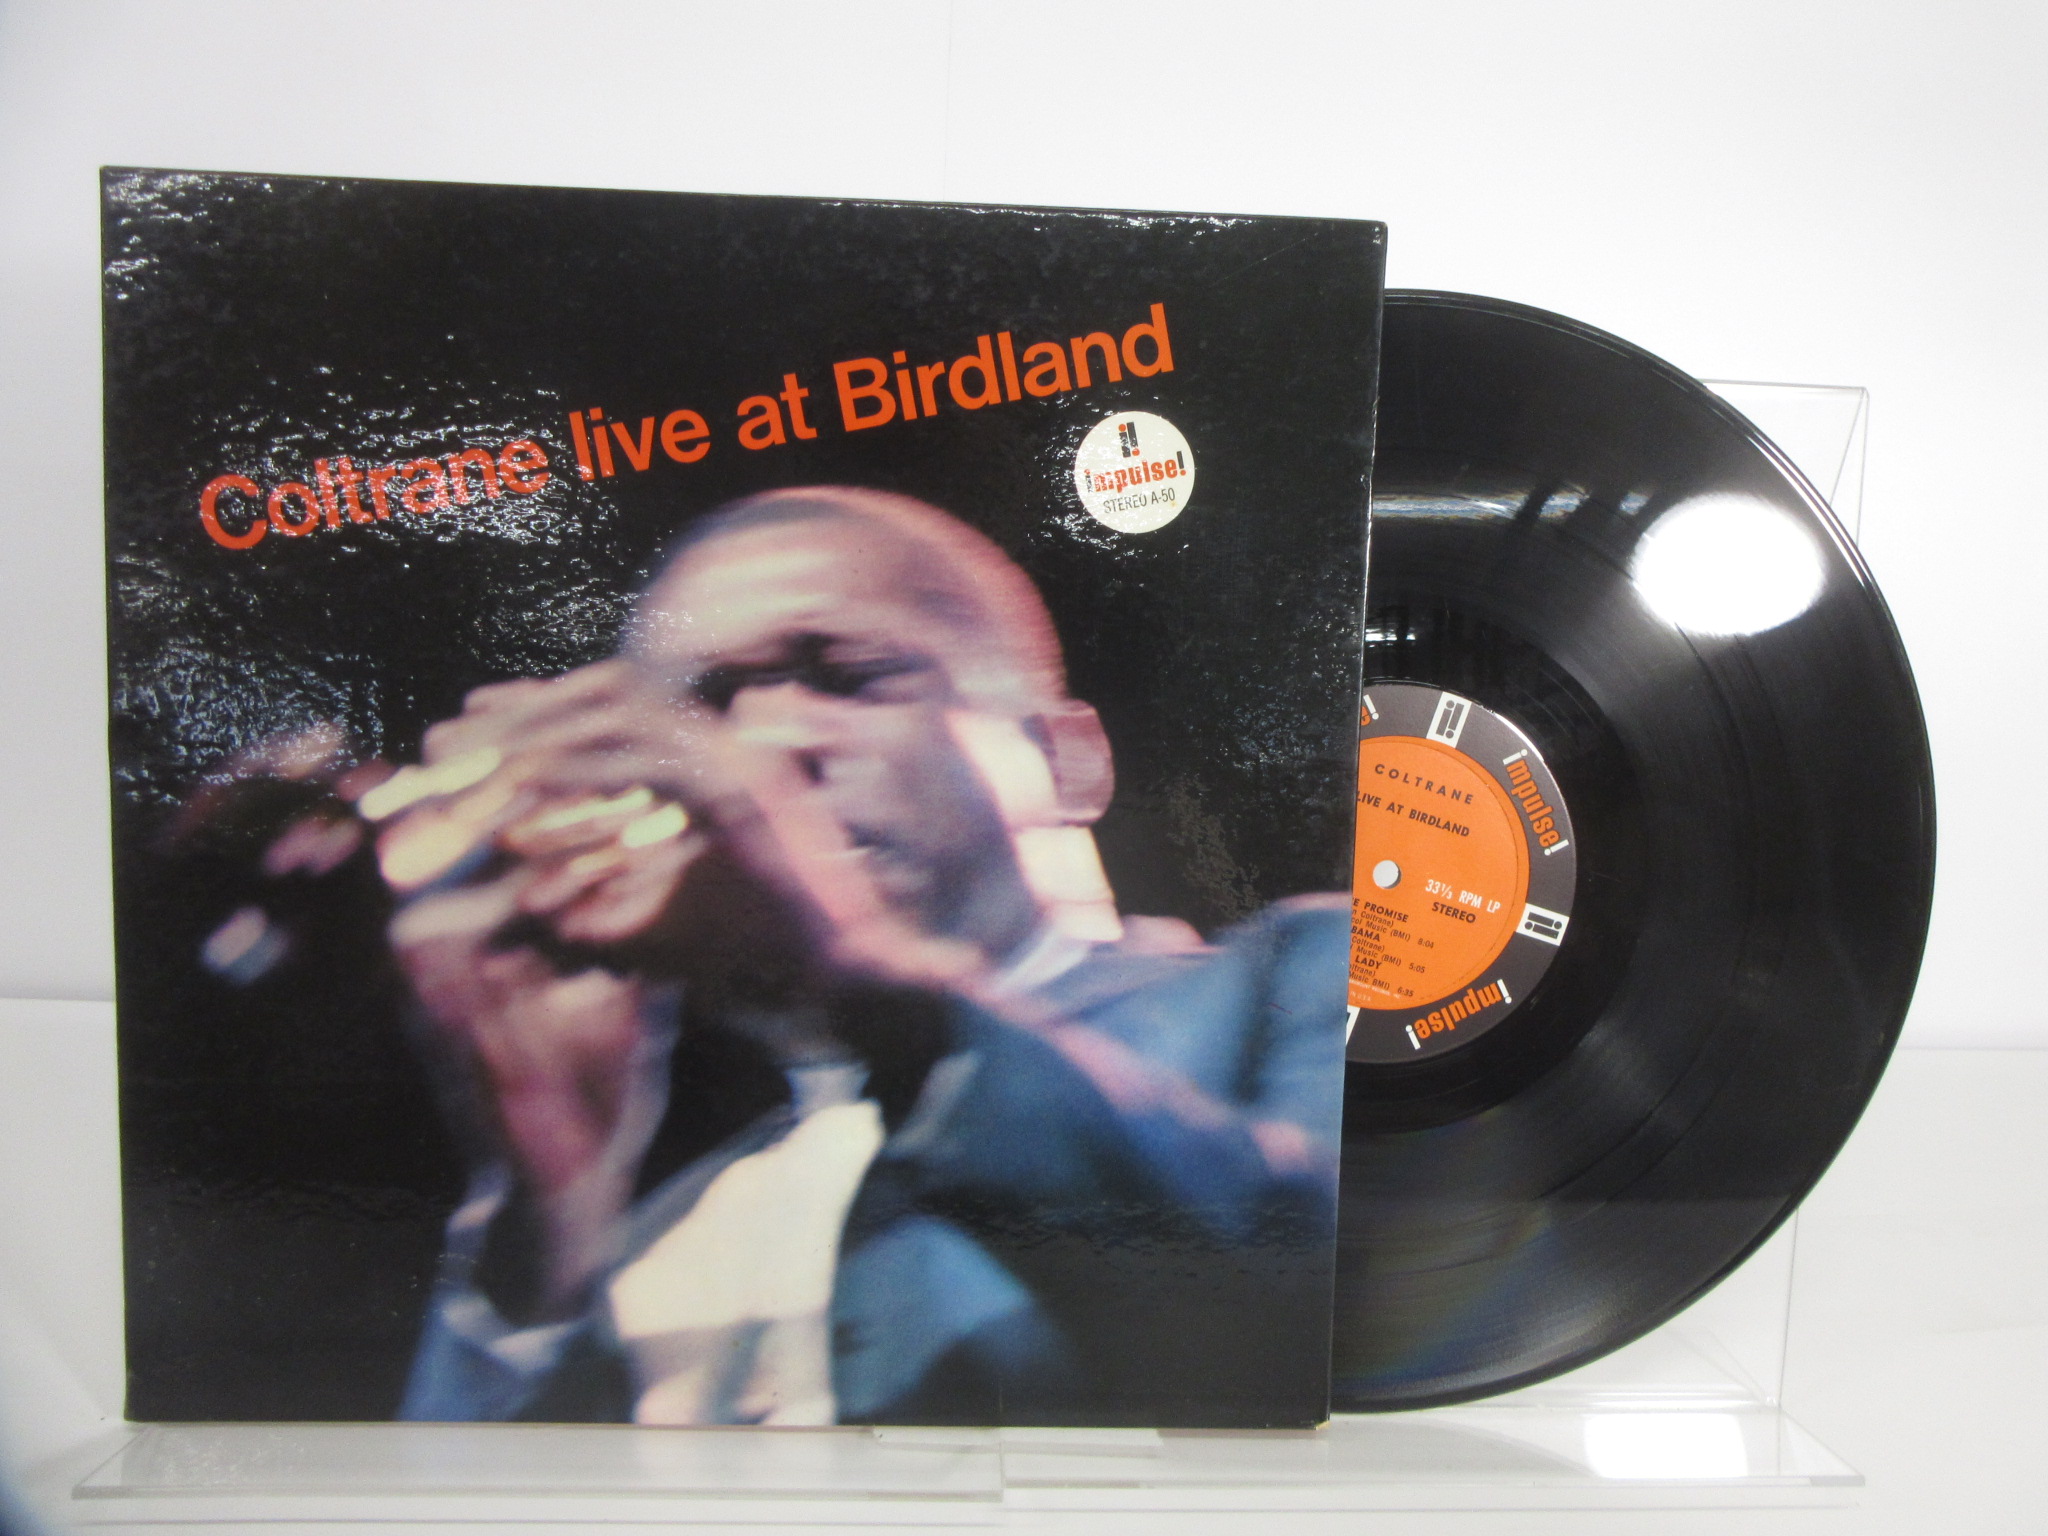 Coltrane live at Birdland
impulse!
STEREO A-50
impulse!
COLTRANE
LIVE AT BIRDLAND
33⅓ RPM LP
STEREO
PROMISE
Coltrane)
Music (BMI) 8:04
Coltrane)
Music (BMI) 5:05
LADY
Music BMI) 6:35
impulse!